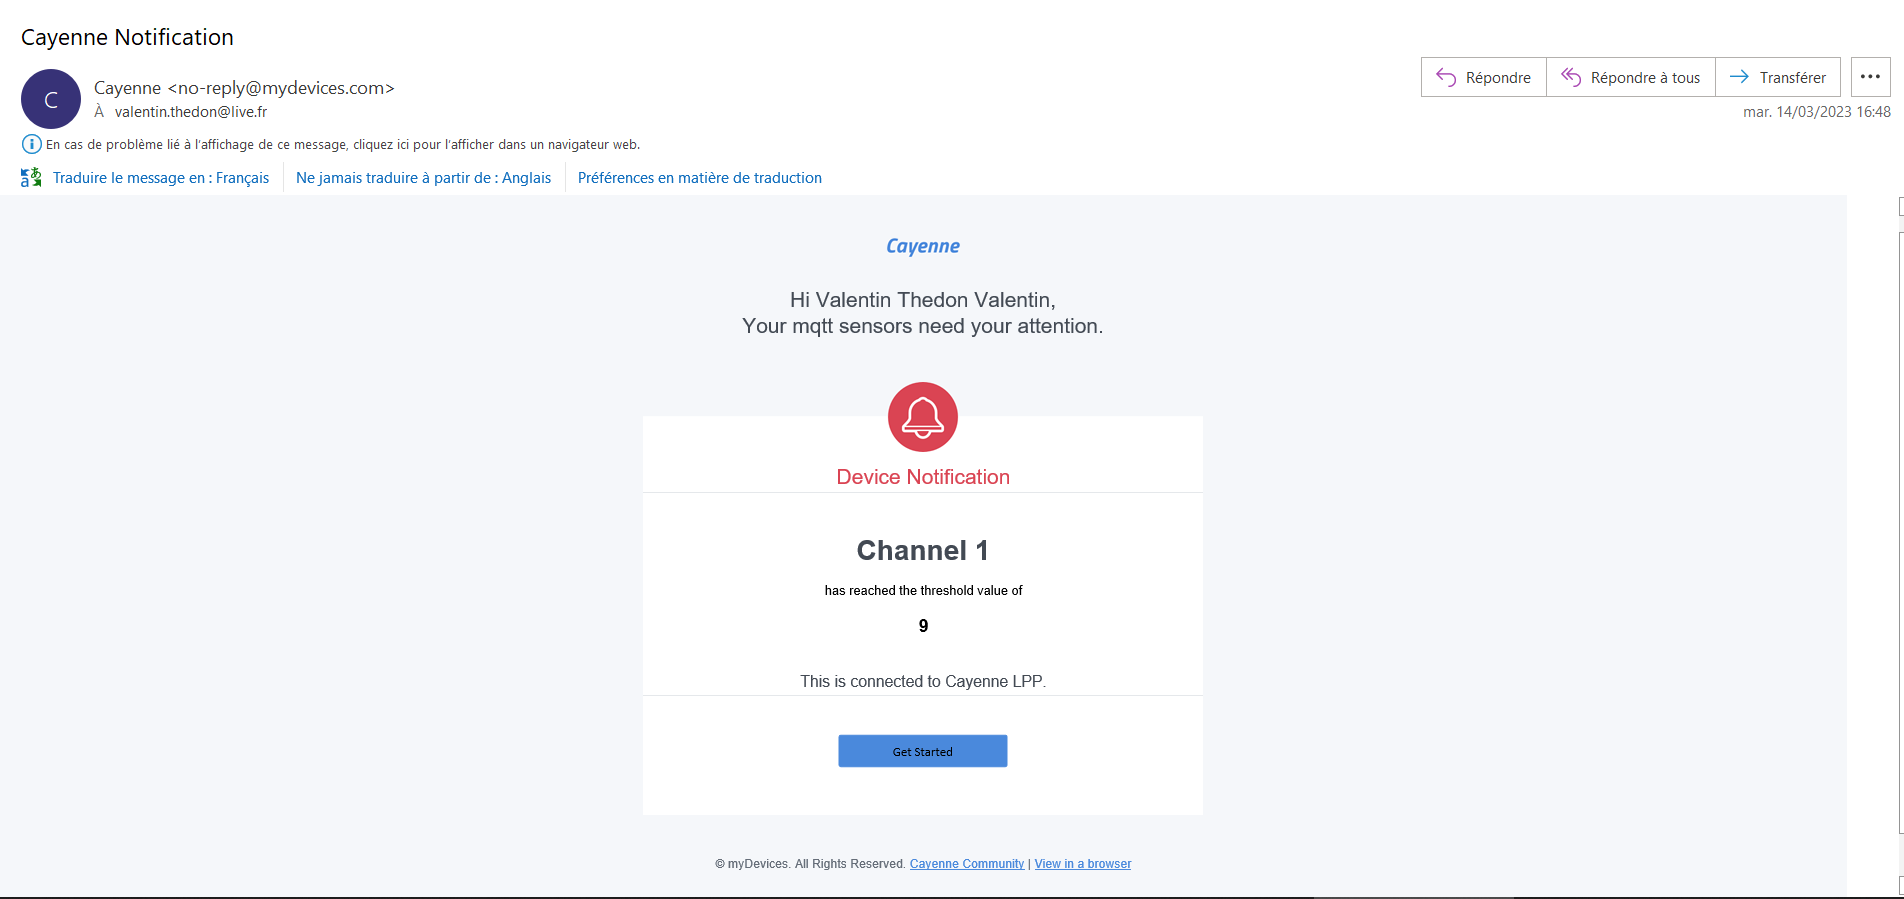 Cayenne Notification
C
Cayenne <no-reply@mydevices.com>
À valentin.thedon@live.fr
Répondre
Répondre à tous
Transférer
mar. 14/03/2023 16:48
En cas de problème lié à l'affichage de ce message, cliquez ici pour l'afficher dans un navigateur web.
Traduire le message en : Français
Ne jamais traduire à partir de : Anglais
Préférences en matière de traduction
Cayenne
Hi Valentin Thedon Valentin,
Your mqtt sensors need your attention.
Device Notification
Channel 1
has reached the threshold value of
9
This is connected to Cayenne LPP.
Get Started
© myDevices. All Rights Reserved. Cayenne Community | View in a browser